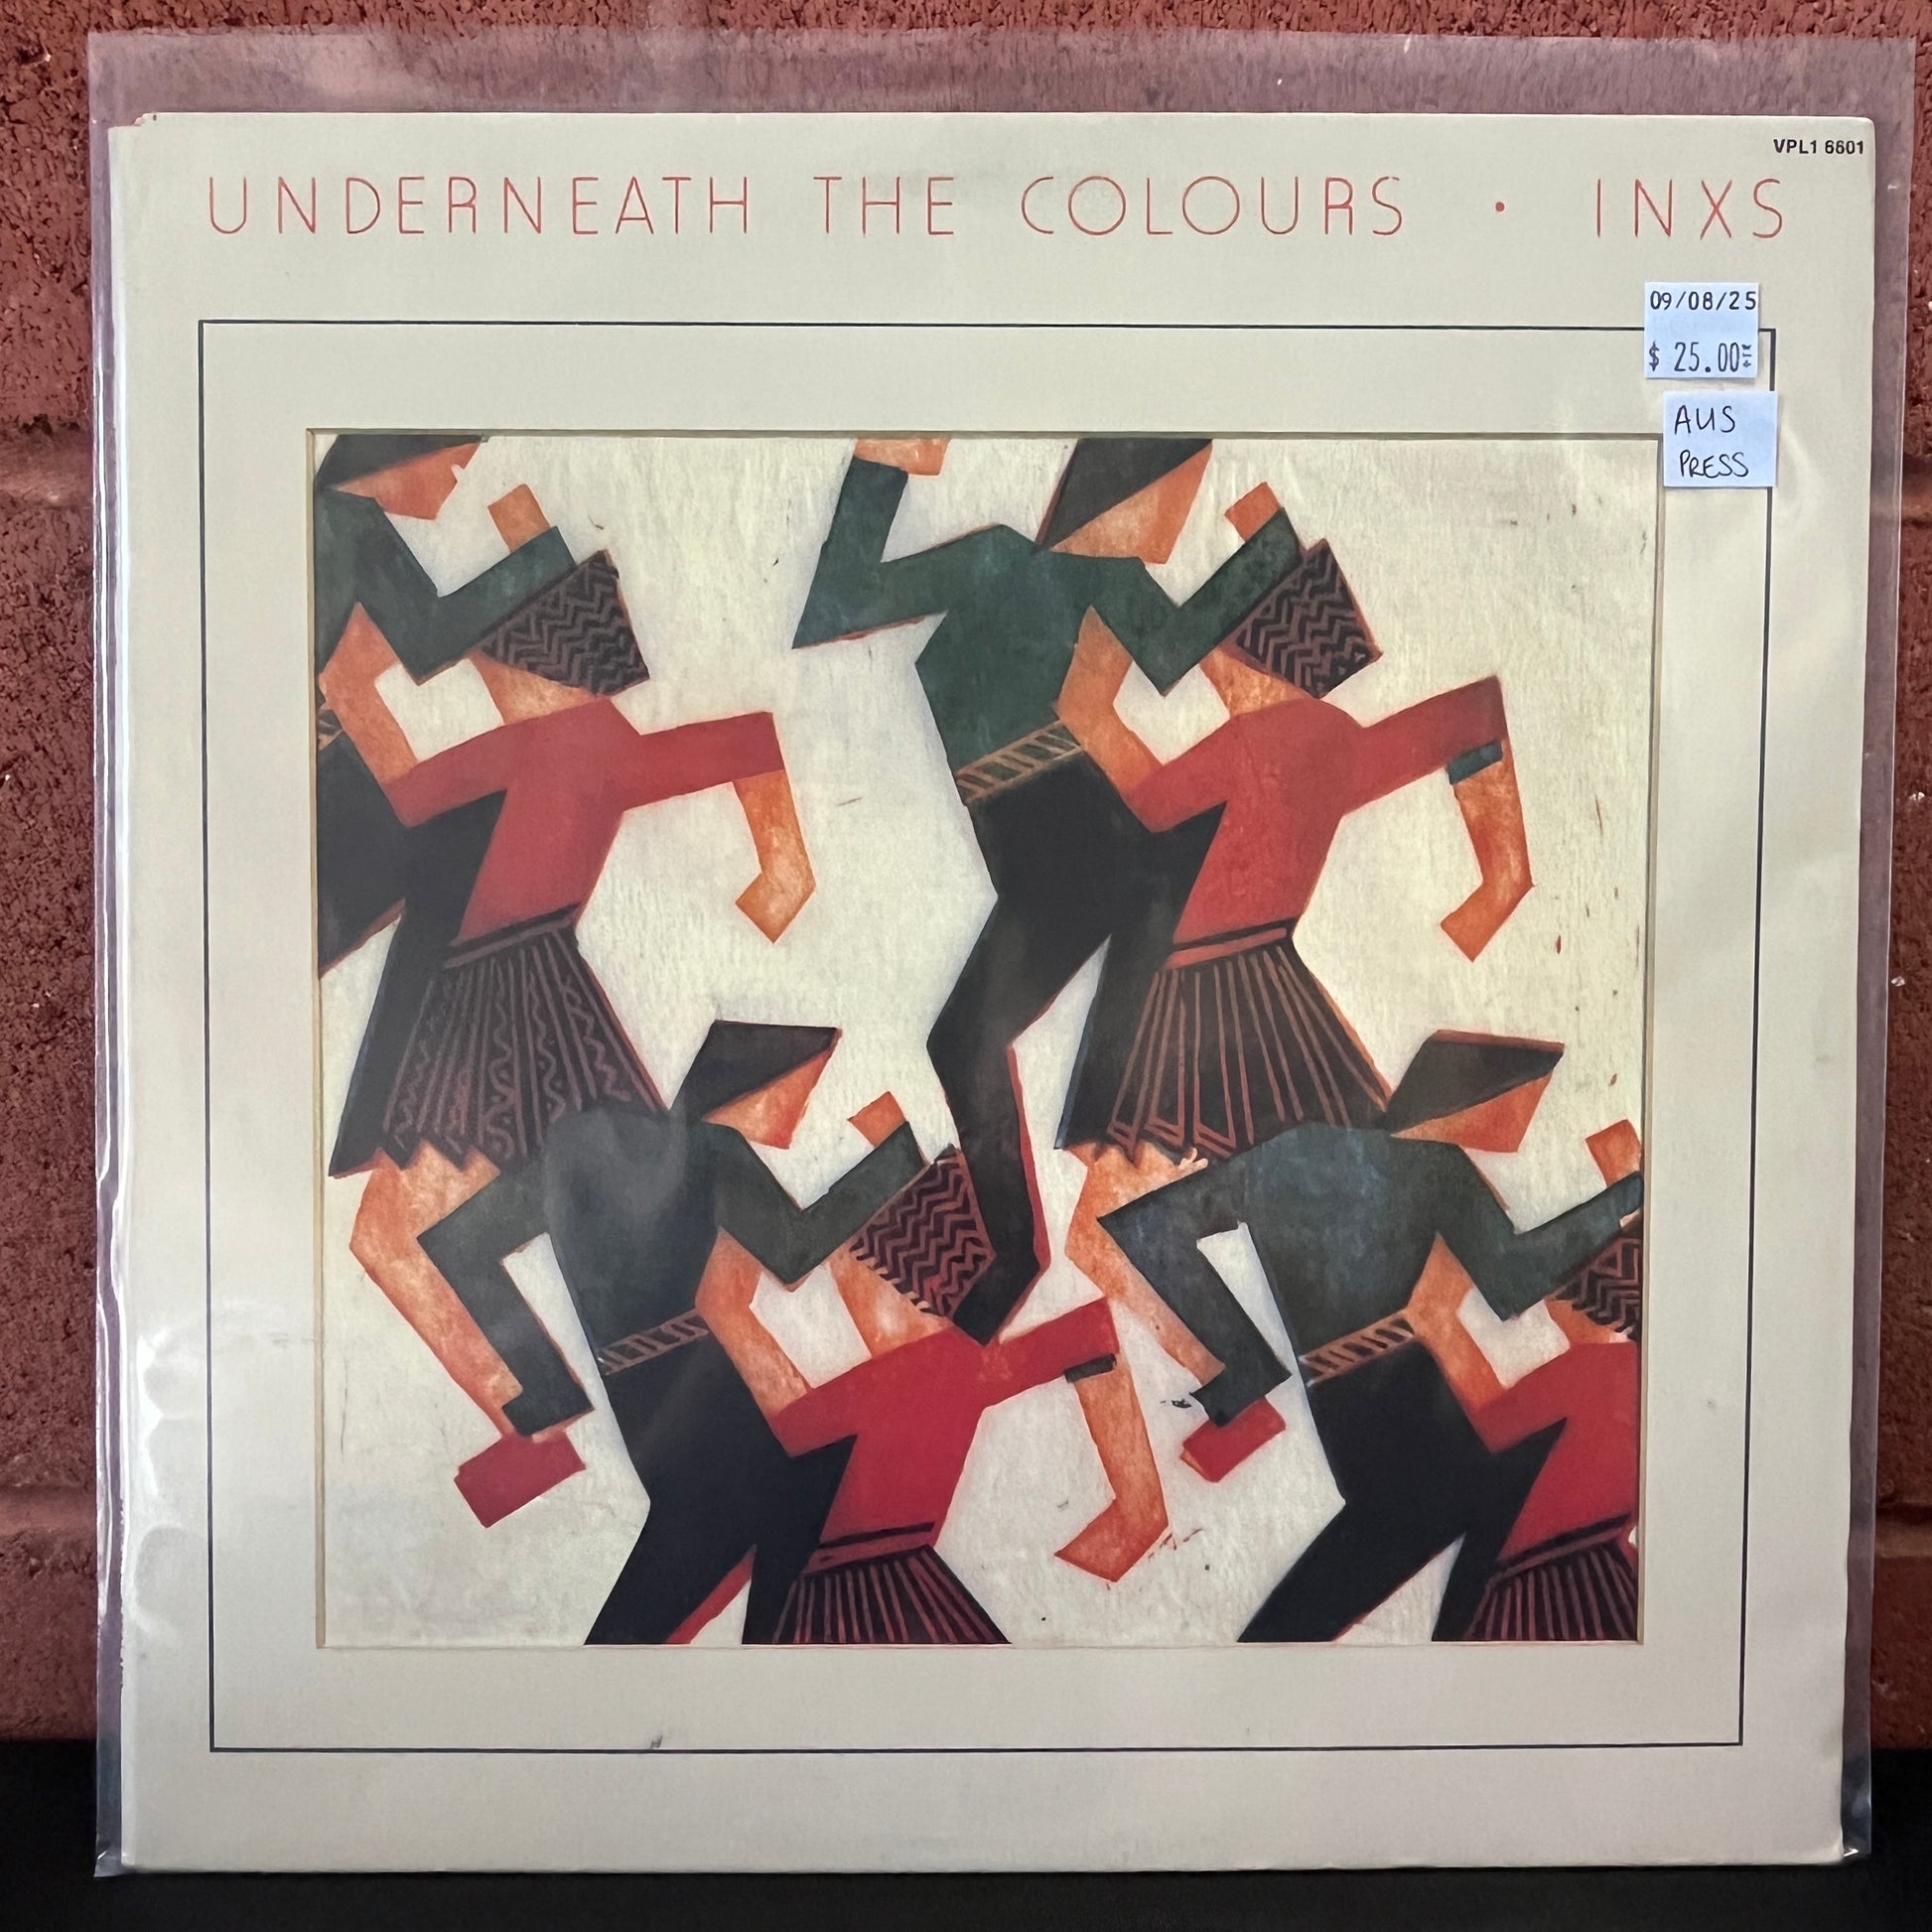 VPL1 6601
UNDERNEATH THE COLOURS • INXS
09/08/25
$ 25.00
AUS
PRESS